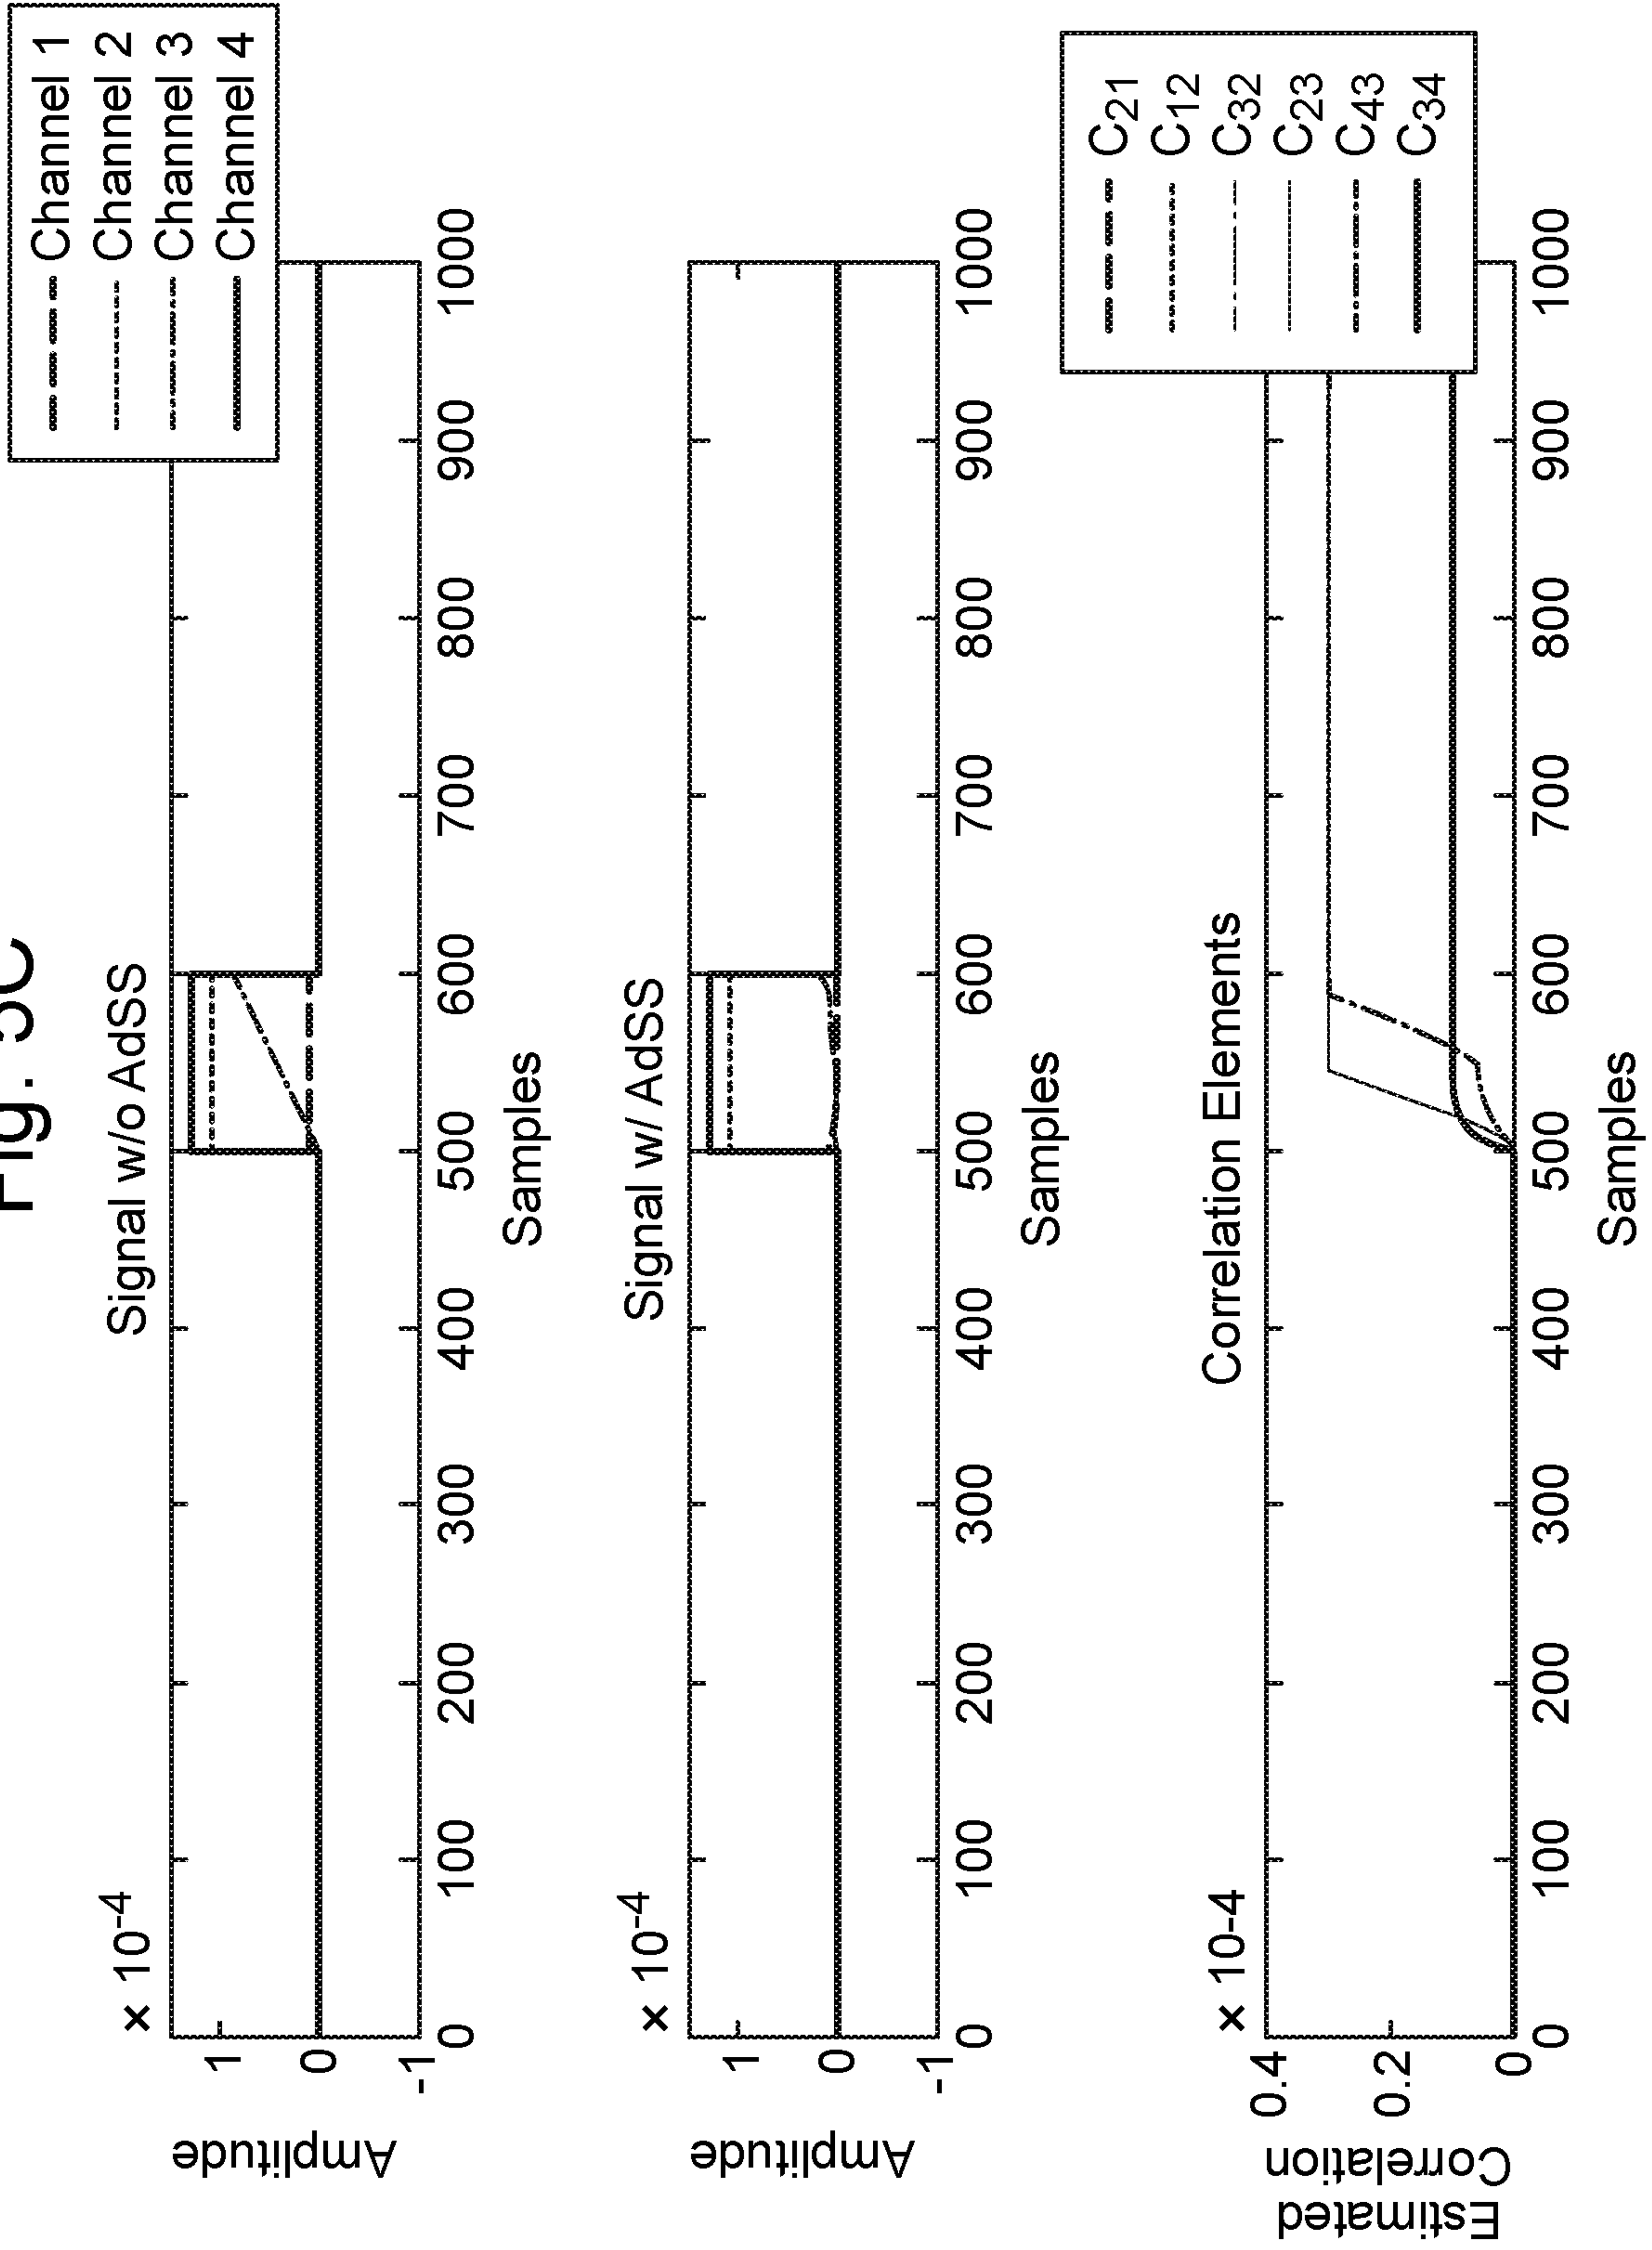 Fig. 5C
Signal w/o AdSS
× 10-4
Channel 1
Channel 2
Channel 3
Channel 4
Amplitude
1
0
-1
0 100 200 300 400 500 600 700 800 900 1000
Samples
Signal w/ AdSS
× 10-4
Amplitude
1
0
-1
0 100 200 300 400 500 600 700 800 900 1000
Samples
Correlation Elements
× 10-4
C21
C12
C32
C23
C43
C34
Estimated
Correlation
0.4
0.2
0
0 100 200 300 400 500 600 700 800 900 1000
Samples